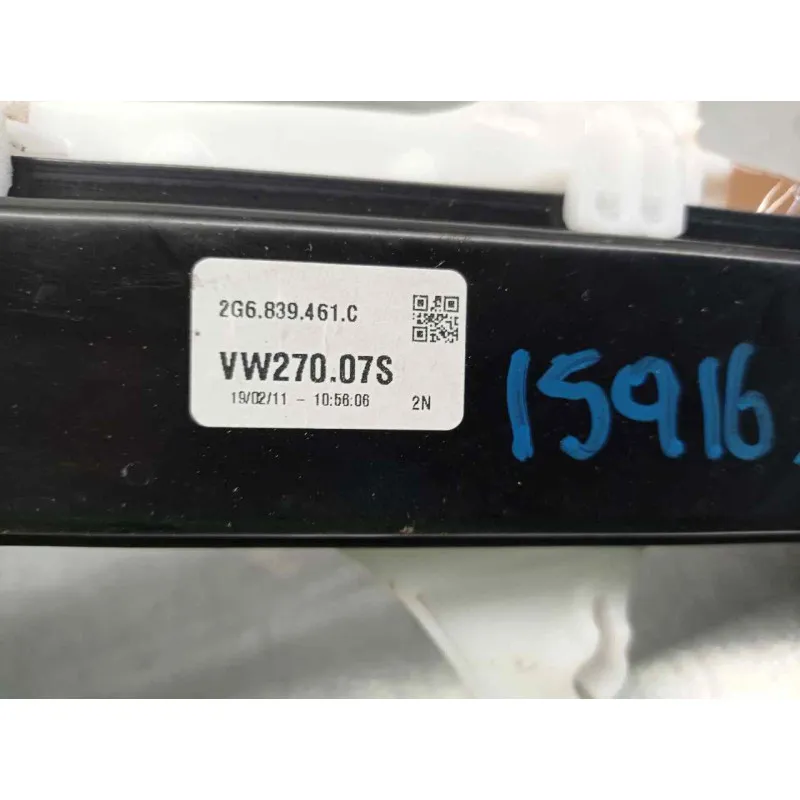 2G6.839.461.C
VW270.07S
19/02/11 - 10:56:06 2N
15916